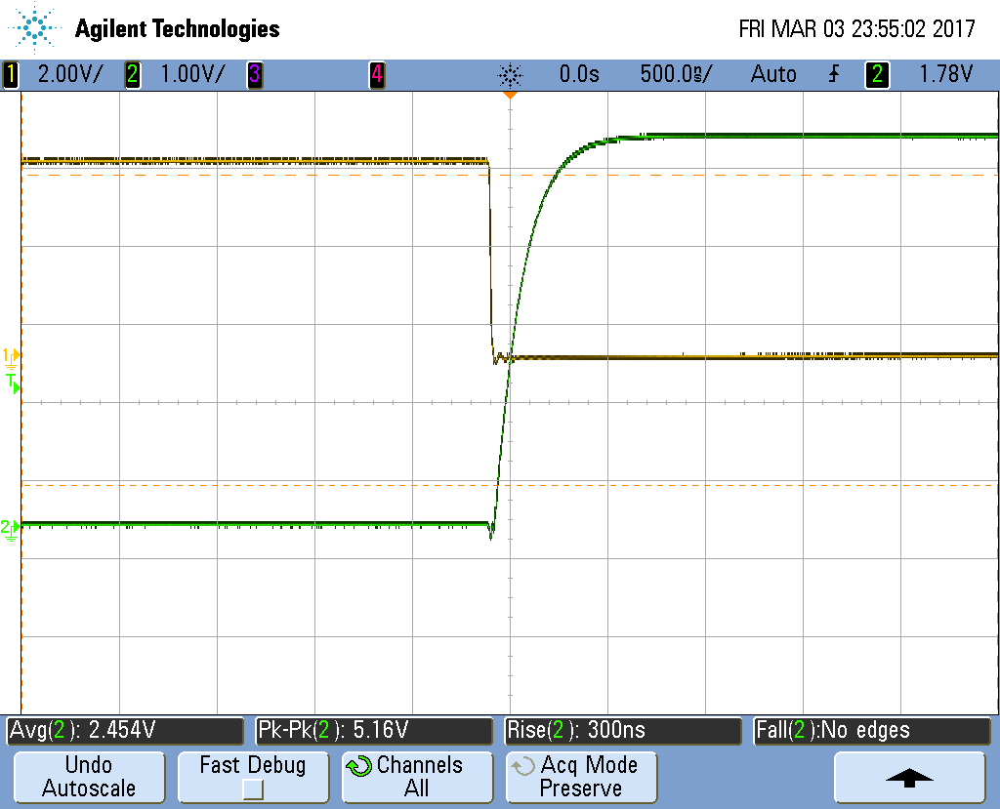 Agilent Technologies
FRI MAR 03 23:55:02 2017
1 2.00V/ 2 1.00V/ 3 4 0.0s 500.0ns/ Auto 2 1.78V
1
T
2
Avg(2): 2.454V Pk-Pk(2): 5.16V Rise(2): 300ns Fall(2):No edges
Undo Autoscale
Fast Debug
Channels All
Acq Mode Preserve